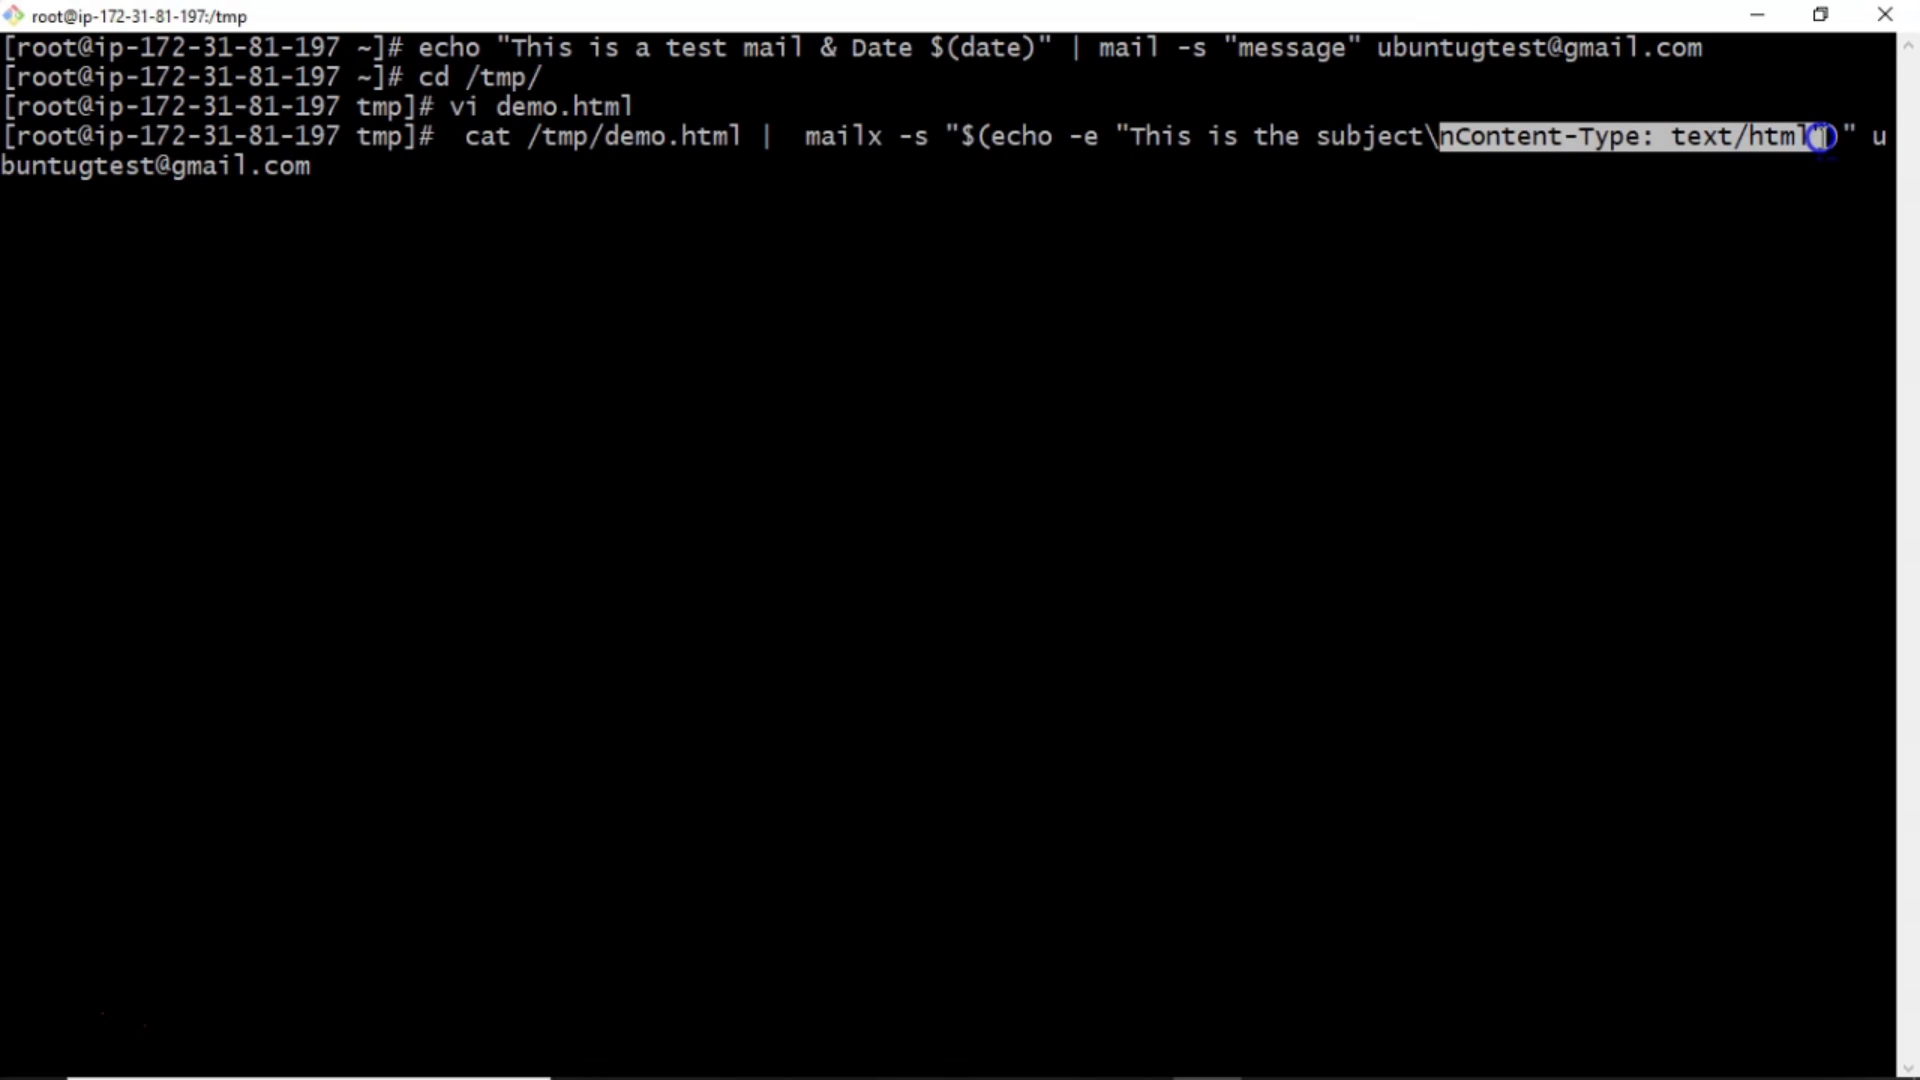 root@ip-172-31-81-197:/tmp
[root@ip-172-31-81-197 ~]# echo "This is a test mail & Date $(date)" | mail -s "message" ubuntugtest@gmail.com
[root@ip-172-31-81-197 ~]# cd /tmp/
[root@ip-172-31-81-197 tmp]# vi demo.html
[root@ip-172-31-81-197 tmp]#  cat /tmp/demo.html |  mailx -s "$(echo -e "This is the subject\nContent-Type: text/html")" u
buntugtest@gmail.com